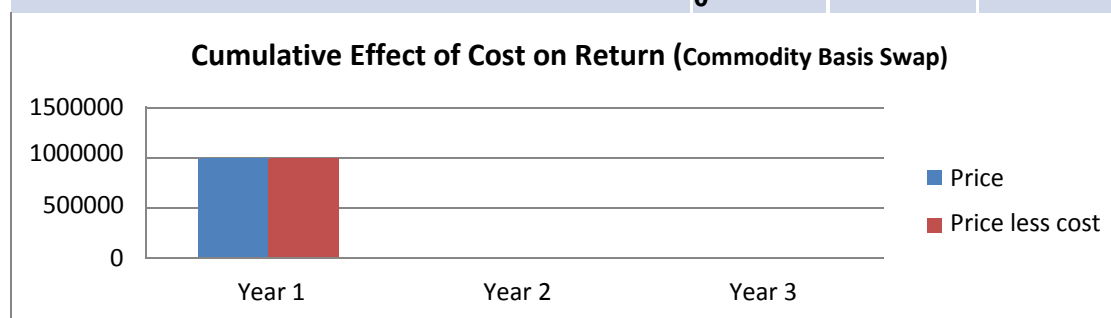 0
Cumulative Effect of Cost on Return (Commodity Basis Swap)
1500000
1000000
500000
0
Price
Price less cost
Year 1 Year 2 Year 3